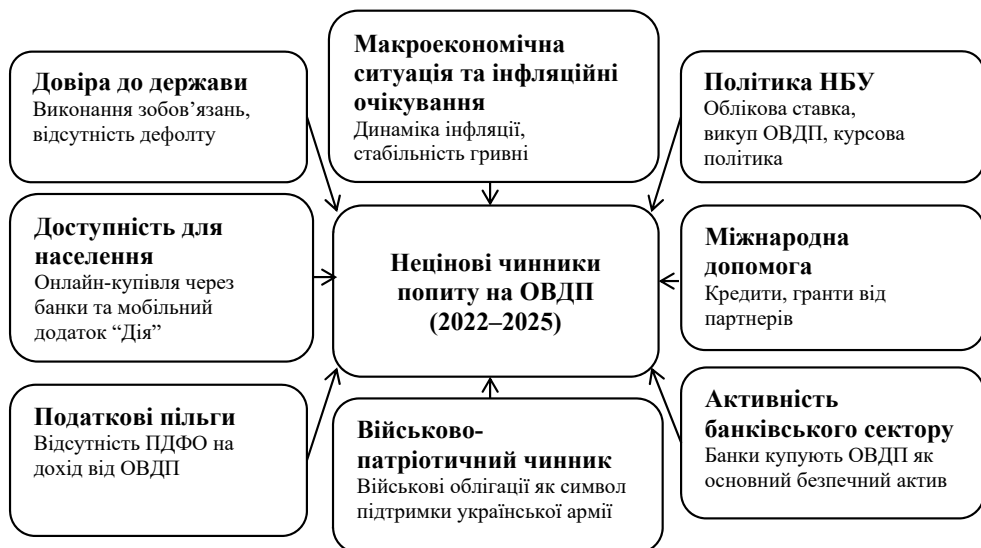 Довіра до держави
Виконання зобов’язань,
відсутність дефолту
Макроекономічна
ситуація та інфляційні
очікування
Динаміка інфляції,
стабільність гривні
Політика НБУ
Облікова ставка,
викуп ОВДП, курсова
політика
Доступність для
населення
Онлайн-купівля через
банки та мобільний
додаток “Дія”
Нецінові чинники
попиту на ОВДП
(2022–2025)
Міжнародна
допомога
Кредити, гранти від
партнерів
Податкові пільги
Відсутність ПДФО на
дохід від ОВДП
Військово-
патріотичний чинник
Військові облігації як символ
підтримки української армії
Активність
банківського сектору
Банки купують ОВДП як
основний безпечний актив